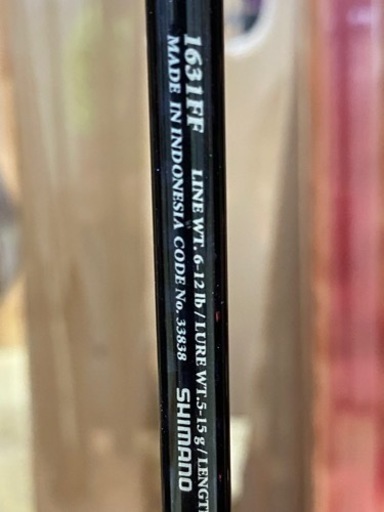 1631FF
LINE WT. 6-12 lb / LURE WT. 5-15 g / LENGT
MADE IN INDONESIA CODE No. 33838
SHIMANO